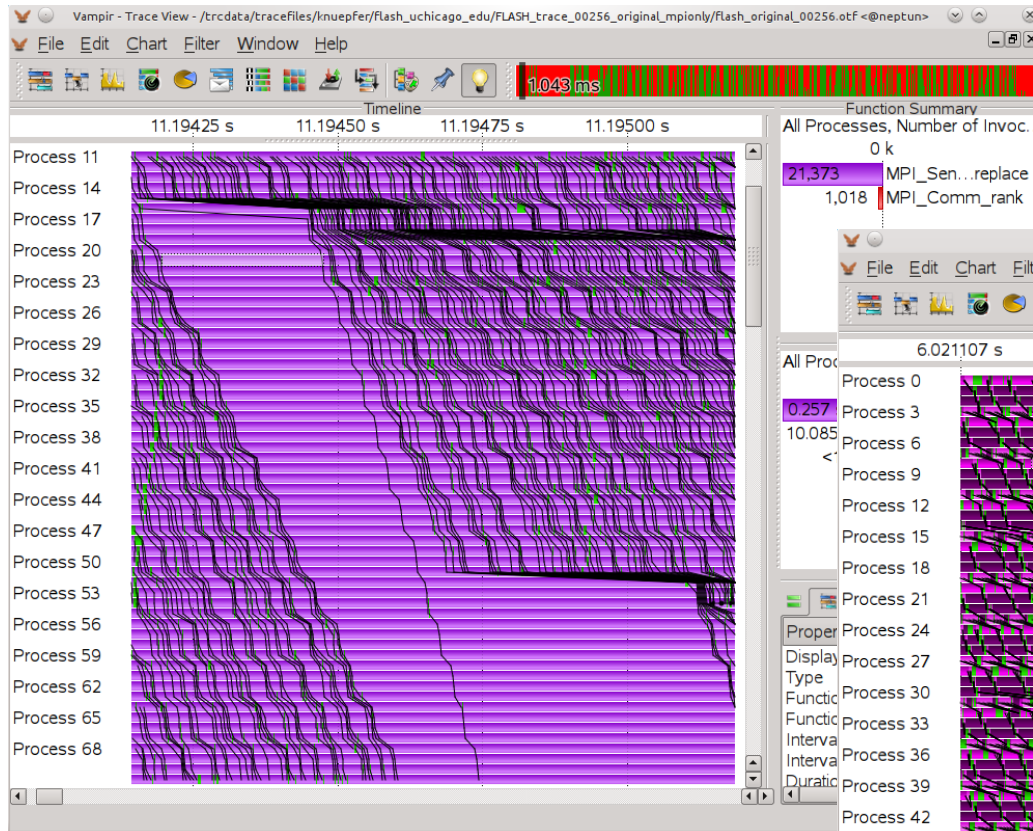 Vampir - Trace View - /trcdata/tracefiles/knuepfer/flash_uchicago_edu/FLASH_trace_00256_original_mpionly/flash_original_00256.otf <@neptun>
File Edit Chart Filter Window Help
1.043 ms
Timeline
11.19425 s 11.19450 s 11.19475 s 11.19500 s
Process 11
Process 14
Process 17
Process 20
Process 23
Process 26
Process 29
Process 32
Process 35
Process 38
Process 41
Process 44
Process 47
Process 50
Process 53
Process 56
Process 59
Process 62
Process 65
Process 68
Function Summary
All Processes, Number of Invoc.
0 k
21,373 MPI_Sen...replace
1,018 MPI_Comm_rank
All Proc
0.257
10.085
<1
Proper
Display
Type
Functio
Functio
Interva
Interva
Duratio
File Edit Chart Filt
6.021107 s
Process 0
Process 3
Process 6
Process 9
Process 12
Process 15
Process 18
Process 21
Process 24
Process 27
Process 30
Process 33
Process 36
Process 39
Process 42